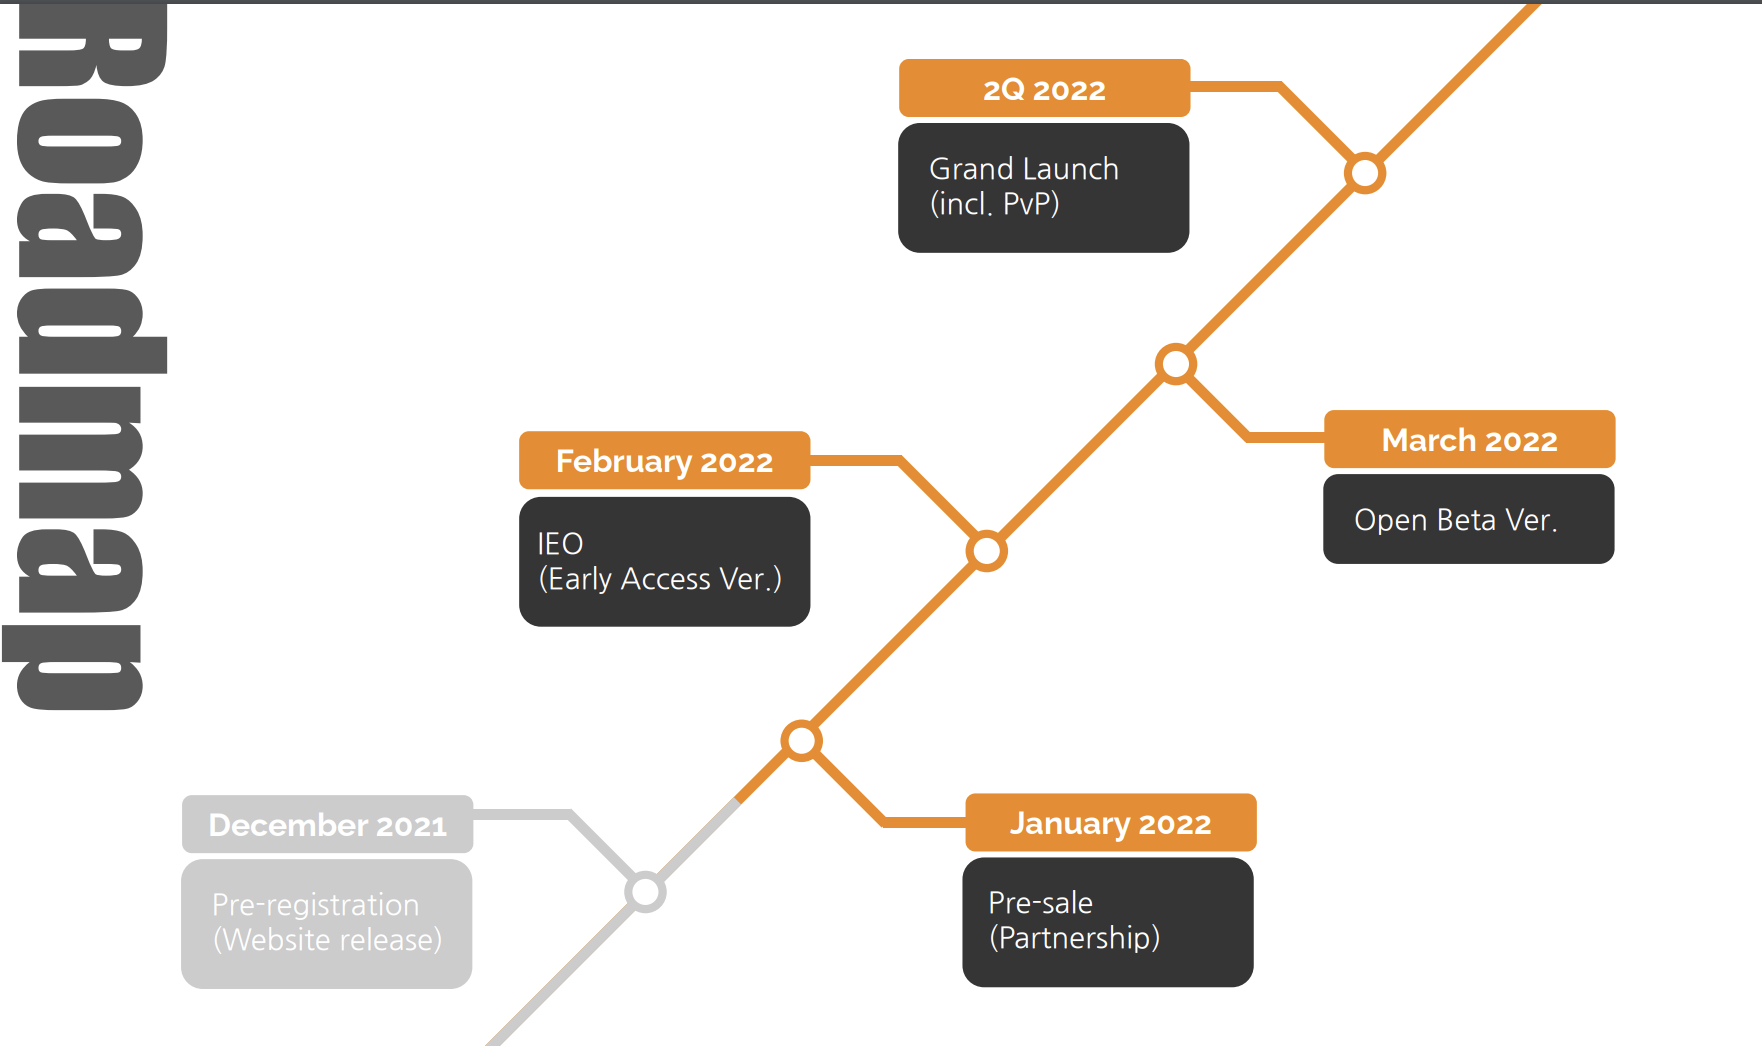 Roadmap
2Q 2022
Grand Launch
(incl. PvP)
March 2022
Open Beta Ver.
February 2022
IEO
(Early Access Ver.)
January 2022
Pre-sale
(Partnership)
December 2021
Pre-registration
(Website release)